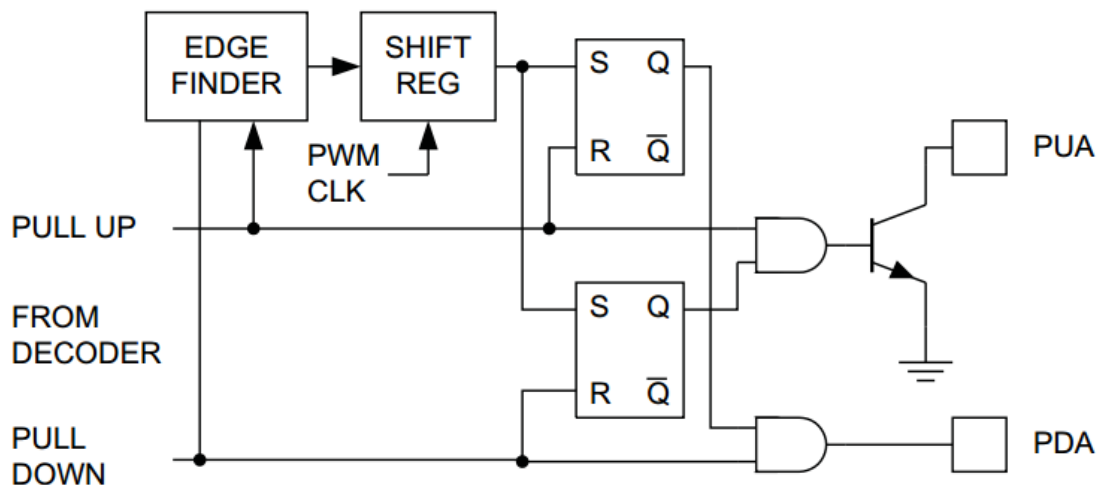 EDGE
FINDER
SHIFT
REG
S Q
R Q̅
PWM
CLK
PUA
PULL UP
S Q
R Q̅
FROM
DECODER
PULL
DOWN
PDA